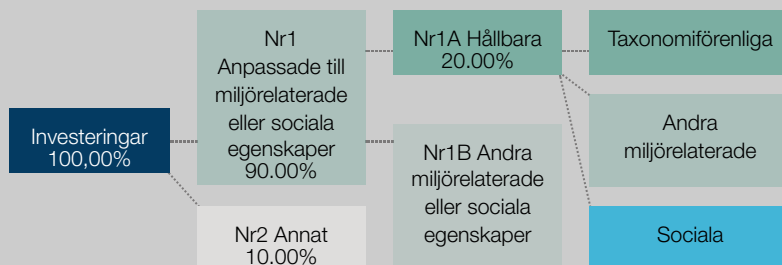 Investeringar
100,00%
Nr1
Anpassade till
miljörelaterade
eller sociala
egenskaper
90.00%
Nr2 Annat
10.00%
Nr1A Hållbara
20.00%
Nr1B Andra
miljörelaterade
eller sociala
egenskaper
Taxonomiförenliga
Andra
miljörelaterade
Sociala